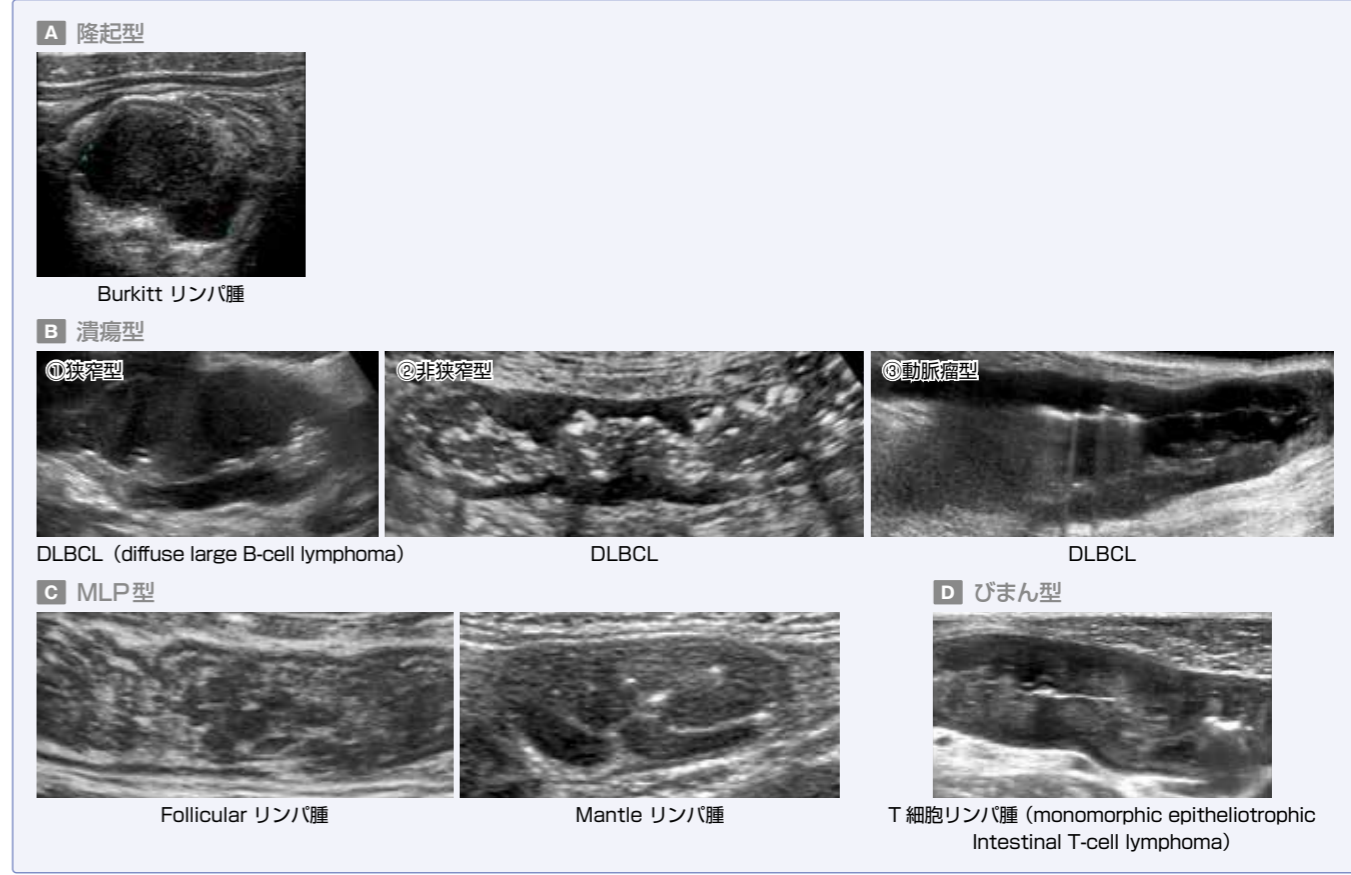 A 隆起型
Burkitt リンパ腫
B 潰瘍型
①狭窄型
②非狭窄型
③動脈瘤型
DLBCL（diffuse large B-cell lymphoma）
DLBCL
DLBCL
C MLP型
D びまん型
Follicular リンパ腫
Mantle リンパ腫
T 細胞リンパ腫（monomorphic epitheliotrophic
Intestinal T-cell lymphoma）